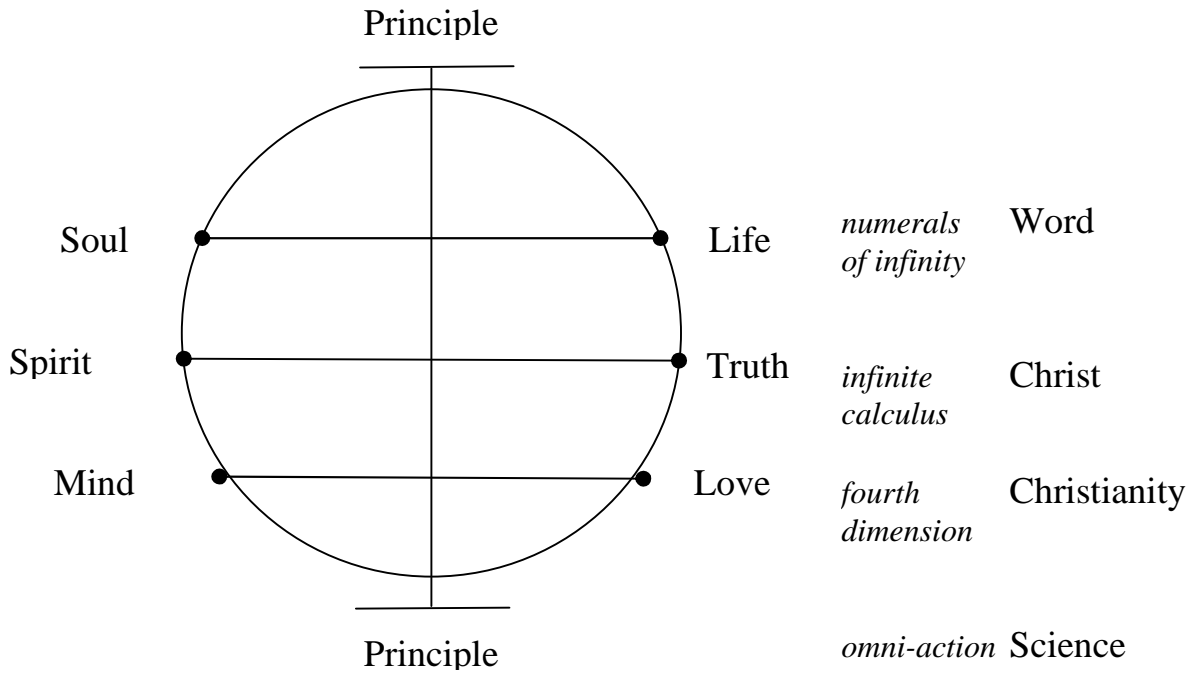 Principle
Soul
Life
numerals
of infinity
Word
Spirit
Truth
infinite
calculus
Christ
Mind
Love
fourth
dimension
Christianity
Principle
omni-action
Science